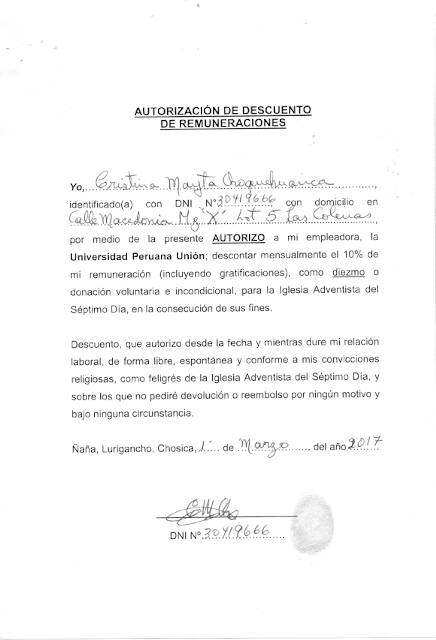 AUTORIZACIÓN DE DESCUENTO
DE REMUNERACIONES
Yo, Cristina Mayta Choquehuanca,
identificado(a) con DNI N° 30419666 con domicilio en
Calle Macedonia Mz "X" Lot 5 Las Colinas,
por medio de la presente AUTORIZO a mi empleadora, la
Universidad Peruana Unión; descontar mensualmente el 10% de
mi remuneración (incluyendo gratificaciones), como diezmo o
donación voluntaria e incondicional, para la Iglesia Adventista del
Séptimo Día, en la consecución de sus fines.
Descuento, que autorizo desde la fecha y mientras dure mi relación
laboral, de forma libre, espontánea y conforme a mis convicciones
religiosas, como feligrés de la Iglesia Adventista del Séptimo Día, y
sobre los que no pediré devolución o reembolso por ningún motivo y
bajo ninguna circunstancia.
Ñaña, Lurigancho, Chosica, 1° de Marzo del año 2017
DNI N° 30419666